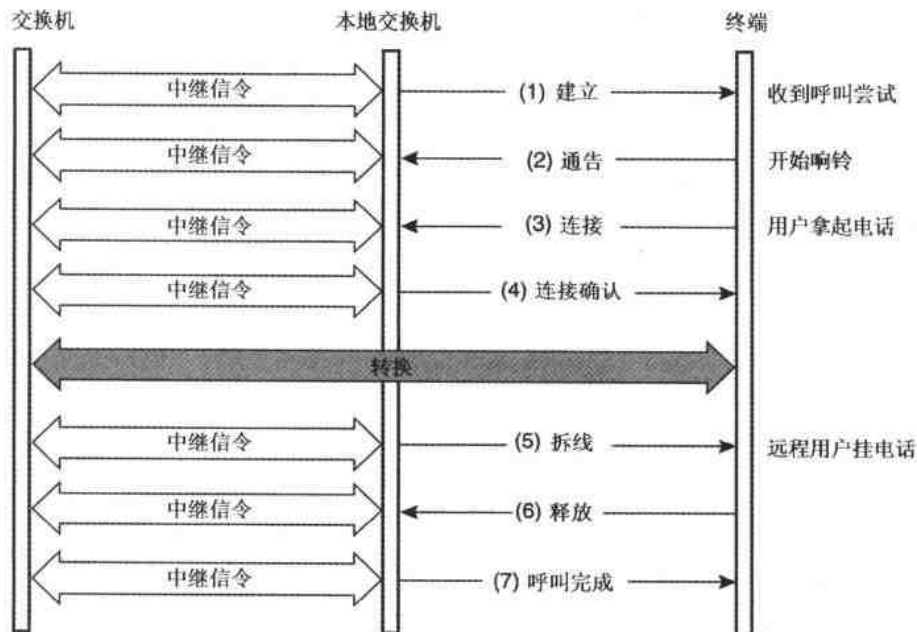 交换机 本地交换机 终端
中继信令 (1) 建立 收到呼叫尝试
中继信令 (2) 通告 开始响铃
中继信令 (3) 连接 用户拿起电话
中继信令 (4) 连接确认
转换
中继信令 (5) 拆线 远程用户挂电话
中继信令 (6) 释放
中继信令 (7) 呼叫完成